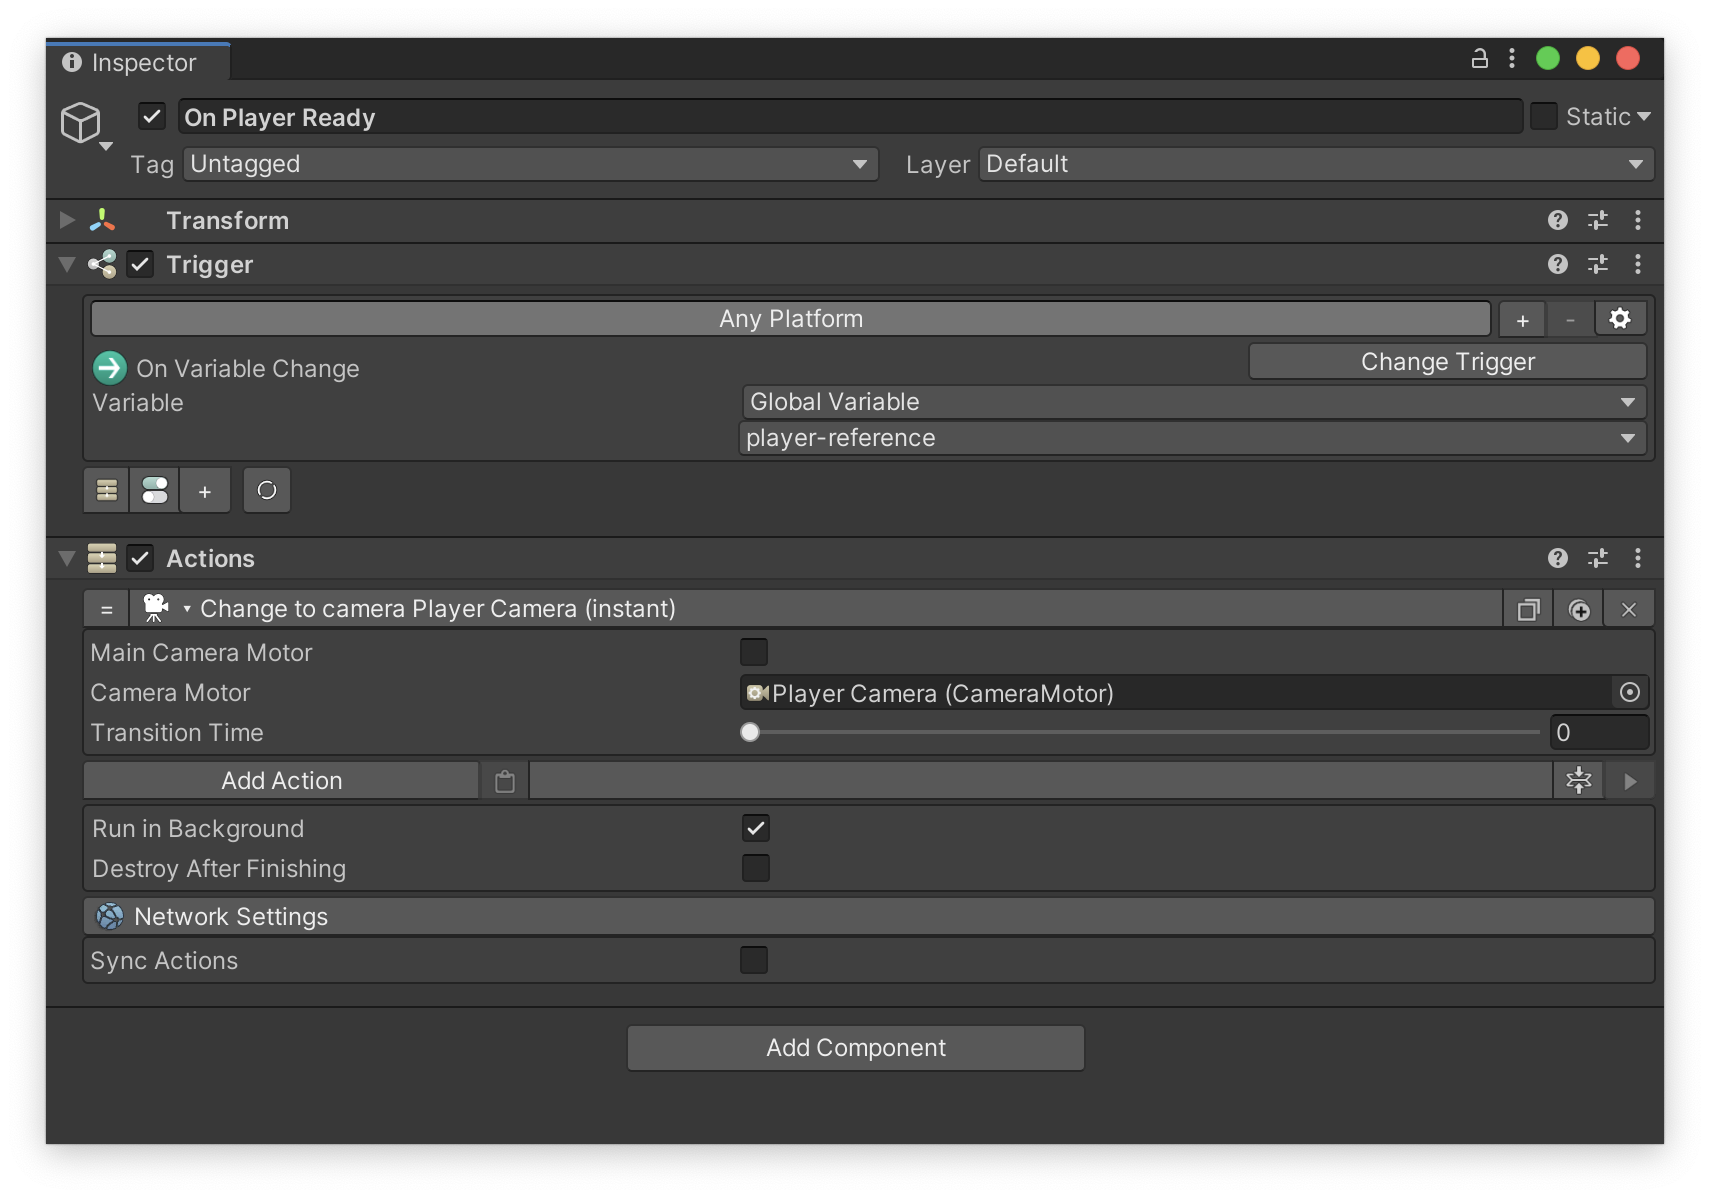 Inspector
On Player Ready
Static
Tag Untagged Layer Default
Transform
Trigger
Any Platform + -
On Variable Change Change Trigger
Variable Global Variable
player-reference
+
Actions
= Change to camera Player Camera (instant)
Main Camera Motor
Camera Motor Player Camera (CameraMotor)
Transition Time 0
Add Action
Run in Background
Destroy After Finishing
Network Settings
Sync Actions
Add Component